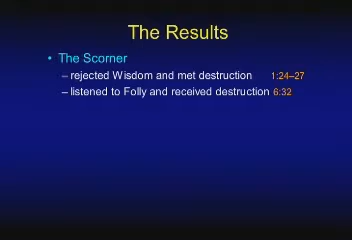 The Results
• The Scorner
– rejected Wisdom and met destruction 1:24–27
– listened to Folly and received destruction 6:32